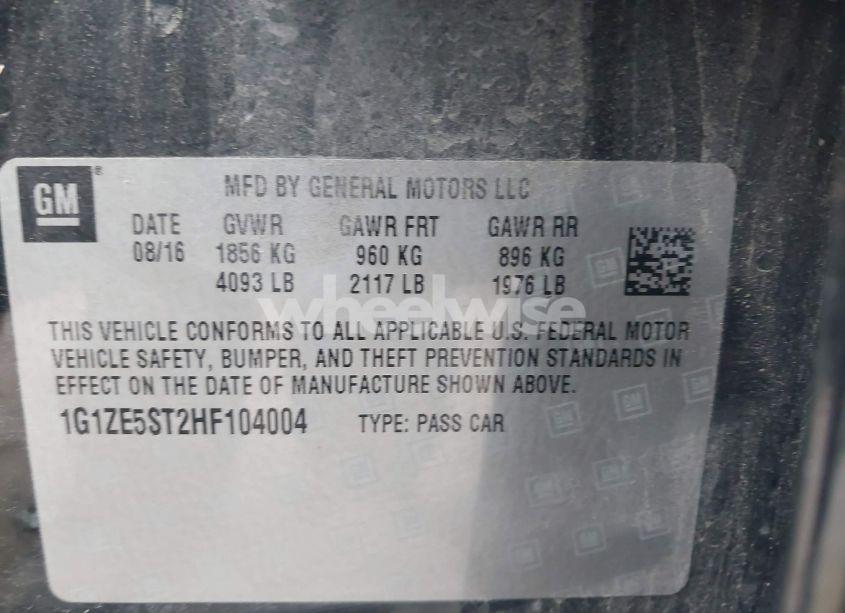 GM®
MFD BY GENERAL MOTORS LLC
DATE GVWR GAWR FRT GAWR RR
08/16 1856 KG 960 KG 896 KG
4093 LB 2117 LB 1976 LB
wheelwise
THIS VEHICLE CONFORMS TO ALL APPLICABLE U.S. FEDERAL MOTOR
VEHICLE SAFETY, BUMPER, AND THEFT PREVENTION STANDARDS IN
EFFECT ON THE DATE OF MANUFACTURE SHOWN ABOVE.
1G1ZE5ST2HF104004 TYPE: PASS CAR